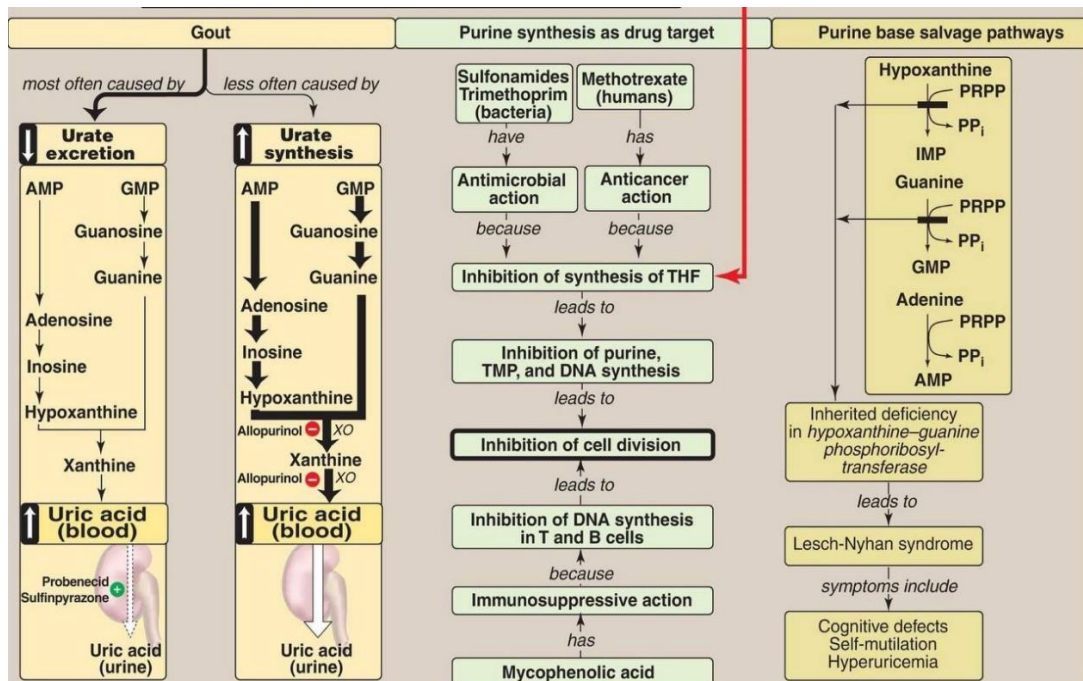 Gout
most often caused by
less often caused by
Urate
excretion
AMP
GMP
Guanosine
Guanine
Adenosine
Inosine
Hypoxanthine
Xanthine
Uric acid
(blood)
Probenecid
Sulfinpyrazone
Uric acid
(urine)
Urate
synthesis
AMP
GMP
Guanosine
Guanine
Adenosine
Inosine
Hypoxanthine
Allopurinol XO
Xanthine
Allopurinol XO
Uric acid
(blood)
Uric acid
(urine)
Purine synthesis as drug target
Sulfonamides
Trimethoprim
(bacteria)
have
Antimicrobial
action
because
Methotrexate
(humans)
has
Anticancer
action
because
Inhibition of synthesis of THF
leads to
Inhibition of purine,
TMP, and DNA synthesis
leads to
Inhibition of cell division
leads to
Inhibition of DNA synthesis
in T and B cells
because
Immunosuppressive action
has
Mycophenolic acid
Purine base salvage pathways
Hypoxanthine
PRPP
PPi
IMP
Guanine
PRPP
PPi
GMP
Adenine
PRPP
PPi
AMP
Inherited deficiency
in hypoxanthine–guanine
phosphoribosyl-
transferase
leads to
Lesch-Nyhan syndrome
symptoms include
Cognitive defects
Self-mutilation
Hyperuricemia